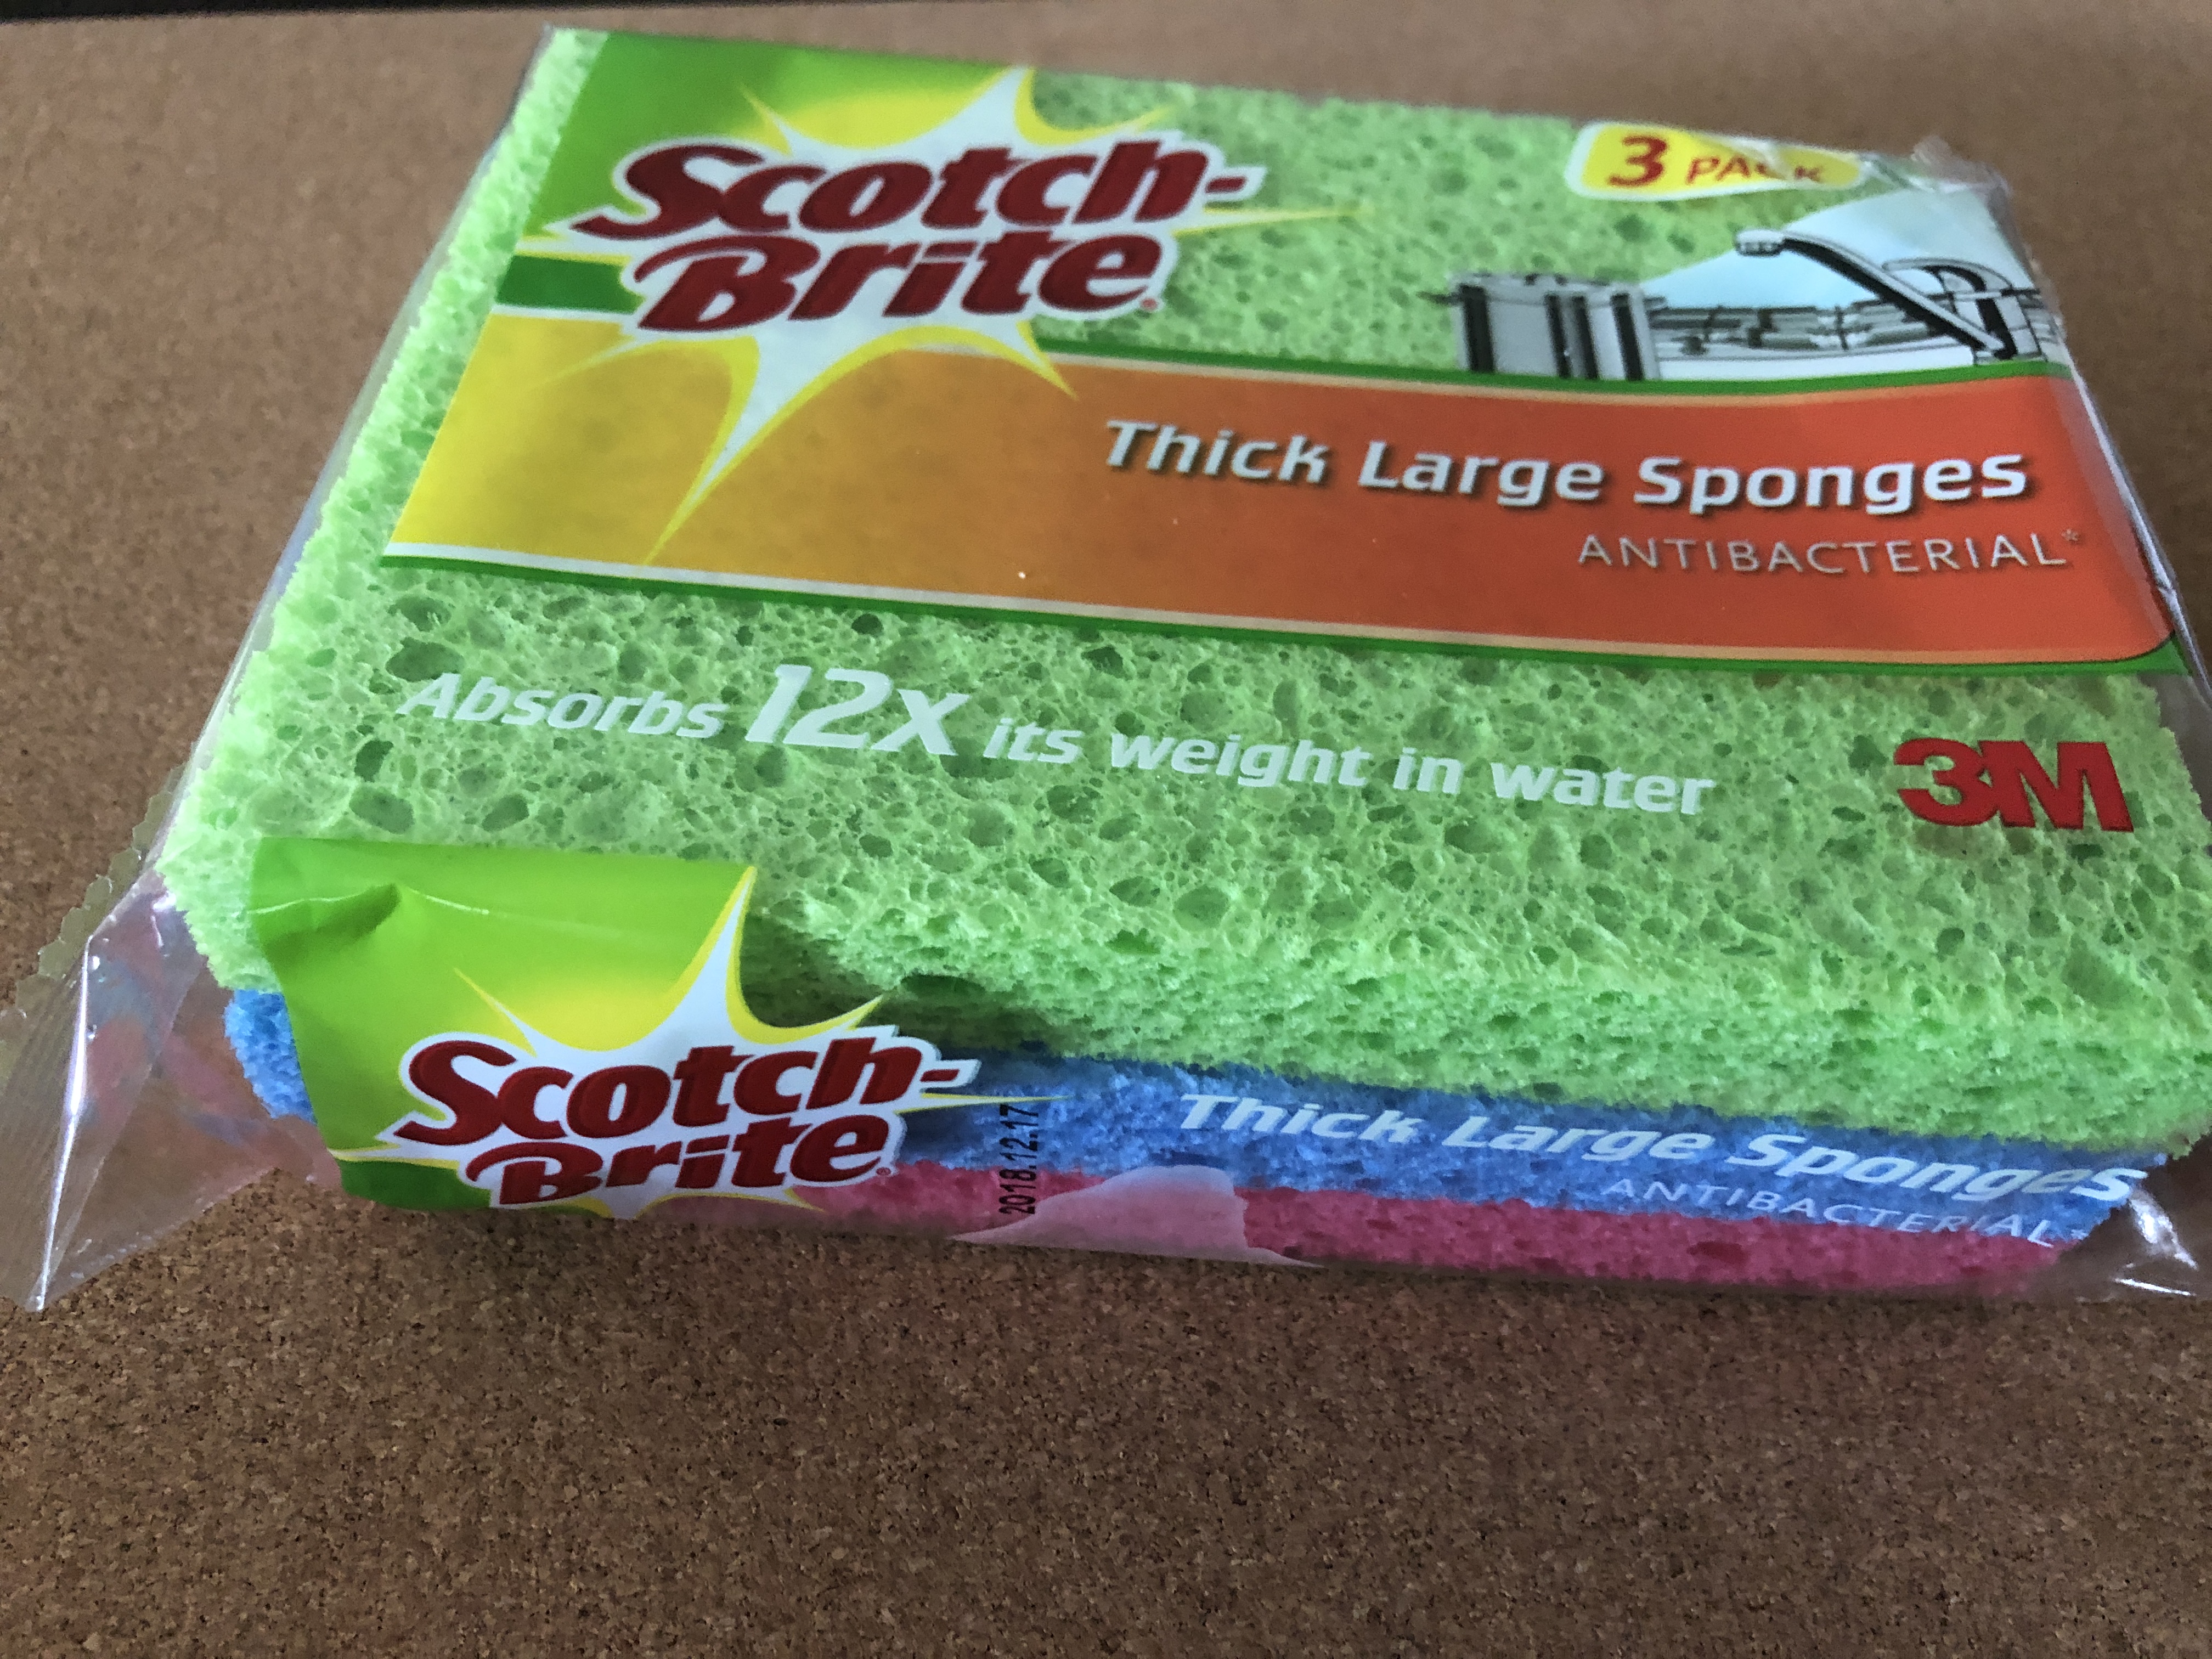 Scotch-
Brite
3 PACK
Thick Large Sponges
ANTIBACTERIAL*
Absorbs 12x its weight in water
3M
Scotch-
Brite
2018.12.17
Thick Large Sponges
ANTIBACTERIAL*